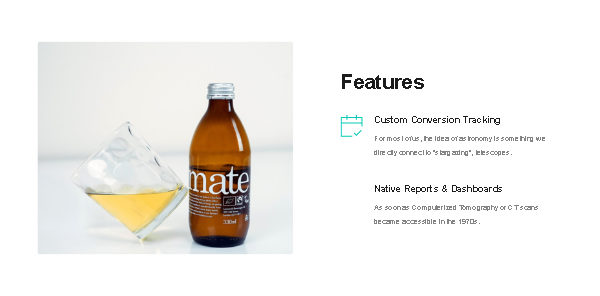 Features
Custom Conversion Tracking
For most of us, the idea of astronomy is something we
directly connect to "stargazing", telescopes.
Native Reports & Dashboards
As soon as Computerized Tomography or CT scans
became accessible in the 1970s.
mate
330ml